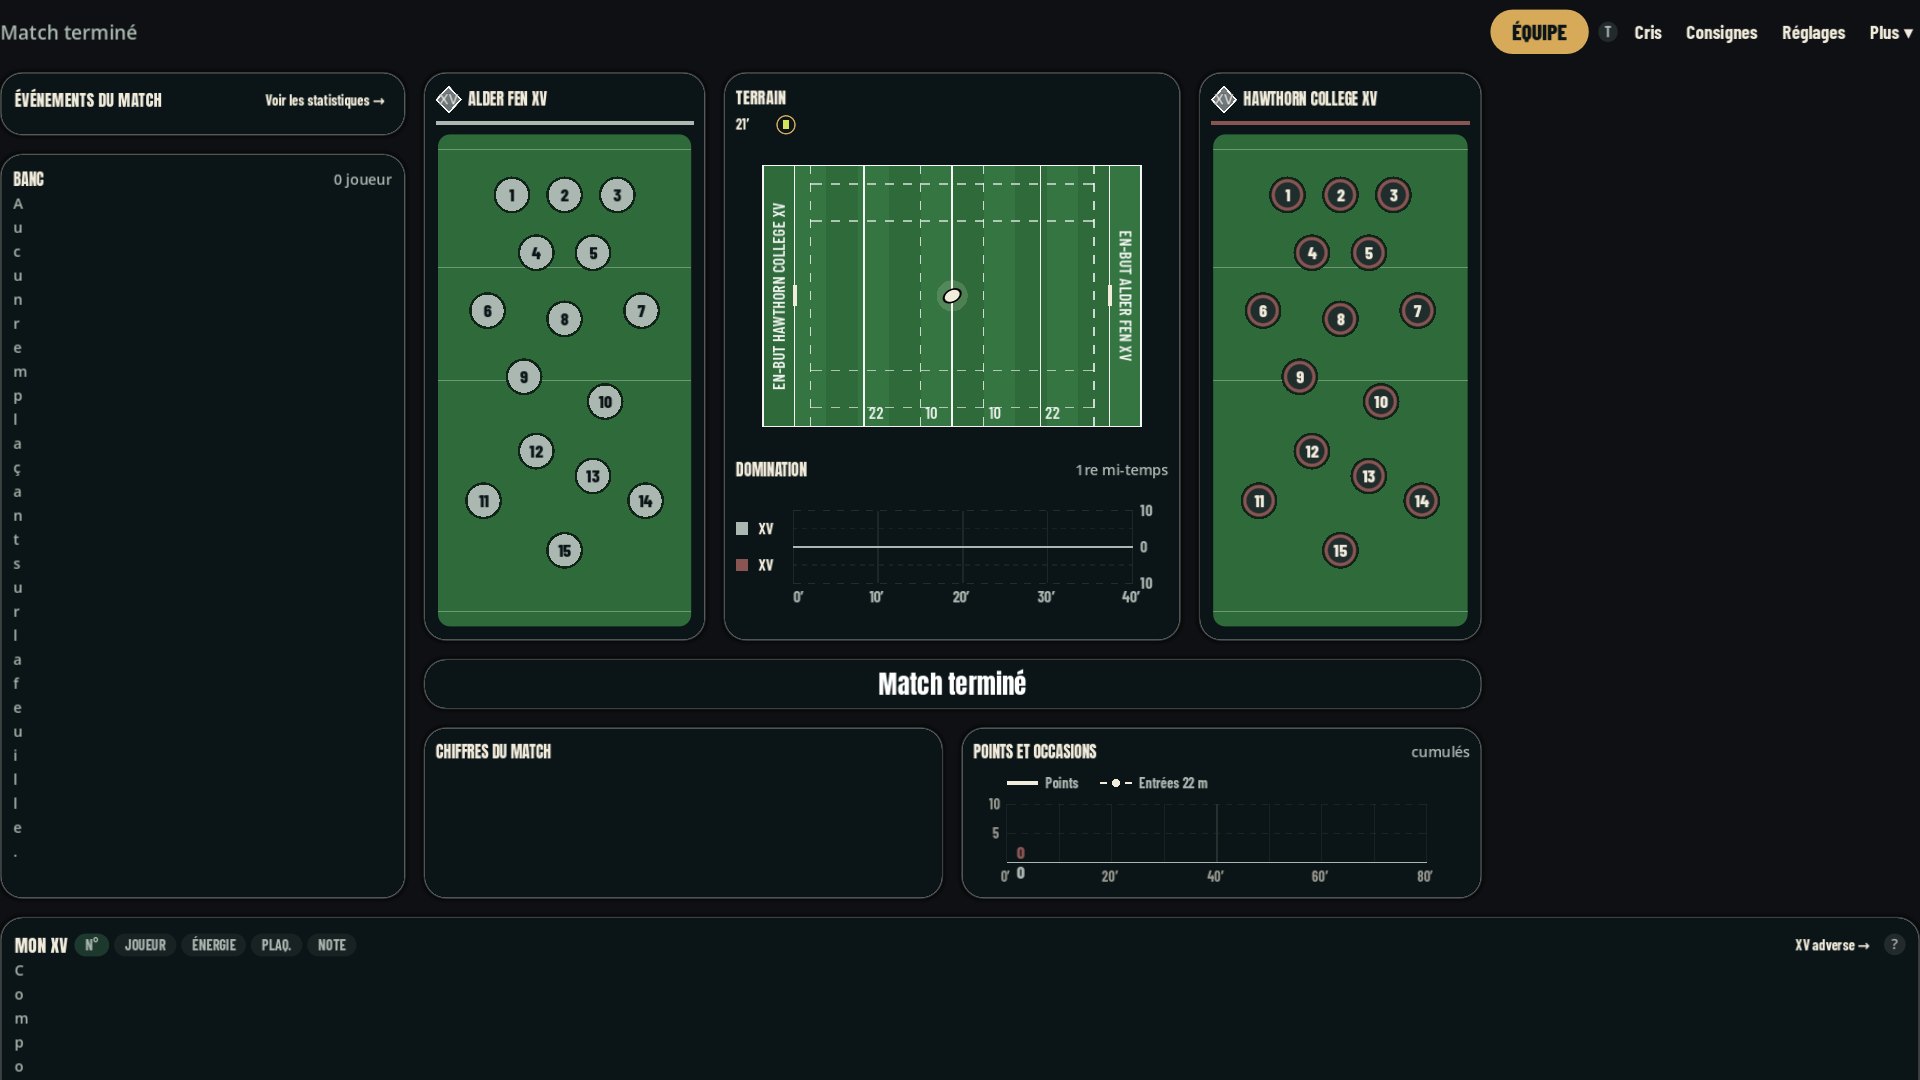 Match terminé
ÉQUIPE T Cris Consignes Réglages Plus ▾
ÉVÉNEMENTS DU MATCH Voir les statistiques →
BANC 0 joueur
A
u
c
u
n
r
e
m
p
l
a
ç
a
n
t
s
u
r
l
a
f
e
u
i
l
l
e
.
XV ALDER FEN XV
1 2 3
4 5
6 8 7
9
10
12
13
11 14
15
TERRAIN
21'
EN-BUT HAWTHORN COLLEGE XV
EN-BUT ALDER FEN XV
22 10 10 22
DOMINATION 1re mi-temps
XV
XV
10
0
10
0' 10' 20' 30' 40'
XV HAWTHORN COLLEGE XV
1 2 3
4 5
6 8 7
9
10
12
13
11 14
15
Match terminé
CHIFFRES DU MATCH
POINTS ET OCCASIONS cumulés
Points Entrées 22 m
10
5
0
0
0' 20' 40' 60' 80'
MON XV N° JOUEUR ÉNERGIE PLAQ. NOTE XV adverse → ?
C
o
m
p
o